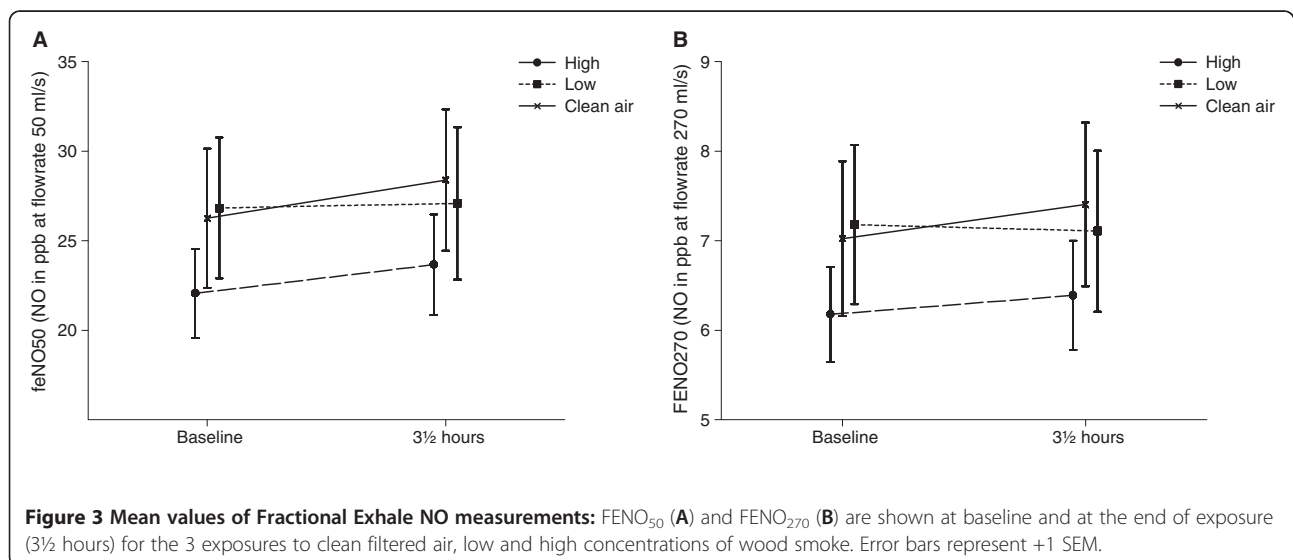 A
35
30
25
20
feNO50 (NO in ppb at flowrate 50 ml/s)
High
Low
Clean air
Baseline
3½ hours
B
9
8
7
6
5
FENO270 (NO in ppb at flowrate 270 ml/s)
High
Low
Clean air
Baseline
3½ hours
Figure 3 Mean values of Fractional Exhale NO measurements: FENO₅₀ (A) and FENO₂₇₀ (B) are shown at baseline and at the end of exposure
(3½ hours) for the 3 exposures to clean filtered air, low and high concentrations of wood smoke. Error bars represent +1 SEM.